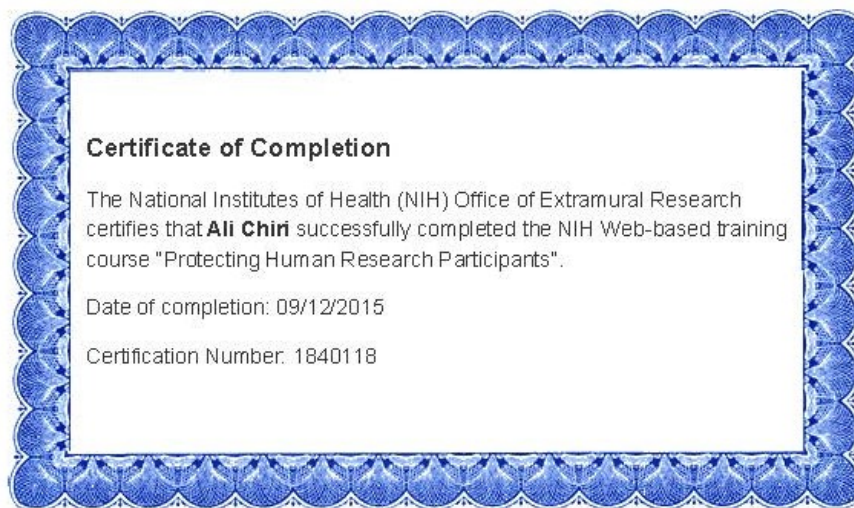 Certificate of Completion
The National Institutes of Health (NIH) Office of Extramural Research
certifies that Ali Chiri successfully completed the NIH Web-based training
course "Protecting Human Research Participants".
Date of completion: 09/12/2015
Certification Number: 1840118